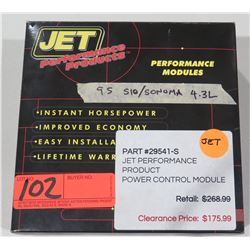 JET
Performance
Products
PERFORMANCE
MODULES
95 S10/SONOMA 4.3L
•INSTANT HORSEPOWER
•IMPROVED ECONOMY
•EASY INSTALLA
•LIFETIME WARR
BUYER NO.
102
PART #29541-S
JET
JET PERFORMANCE
PRODUCT
POWER CONTROL MODULE
Retail: $268.99
Clearance Price: $175.99